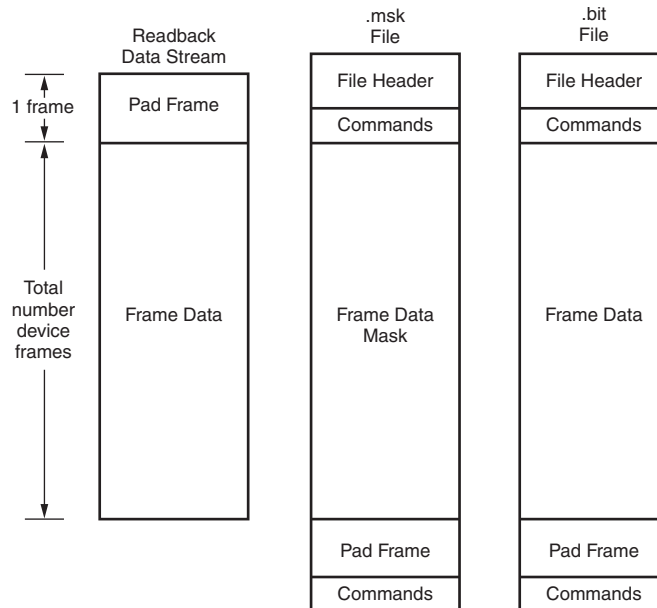 Readback
Data Stream
.msk
File
.bit
File
1 frame
Pad Frame
File Header
File Header
Commands
Commands
Total
number
device
frames
Frame Data
Frame Data
Mask
Frame Data
Pad Frame
Pad Frame
Commands
Commands